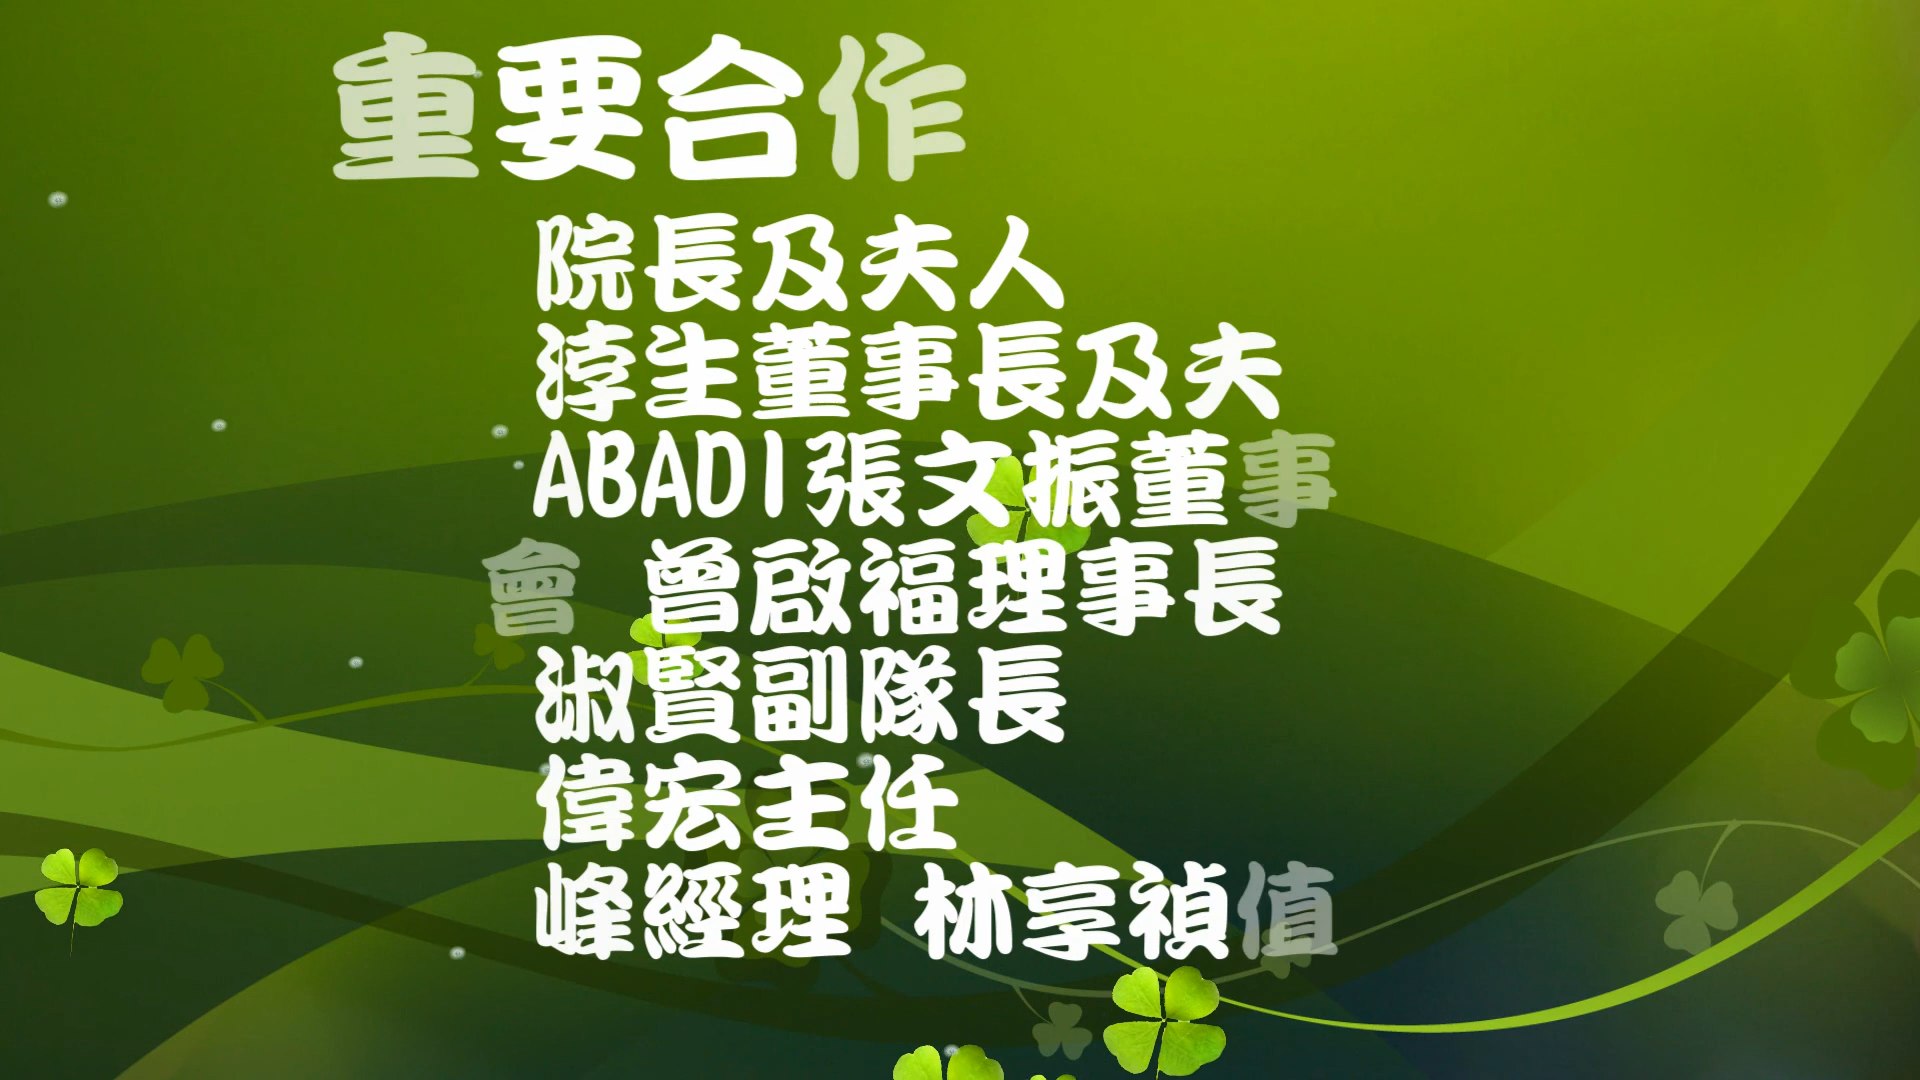 重要合作
院長及夫人
浡生董事長及夫
ABADI張文振董事
會 曾啟福理事長
淑賢副隊長
偉宏主任
峰經理 林享禎值